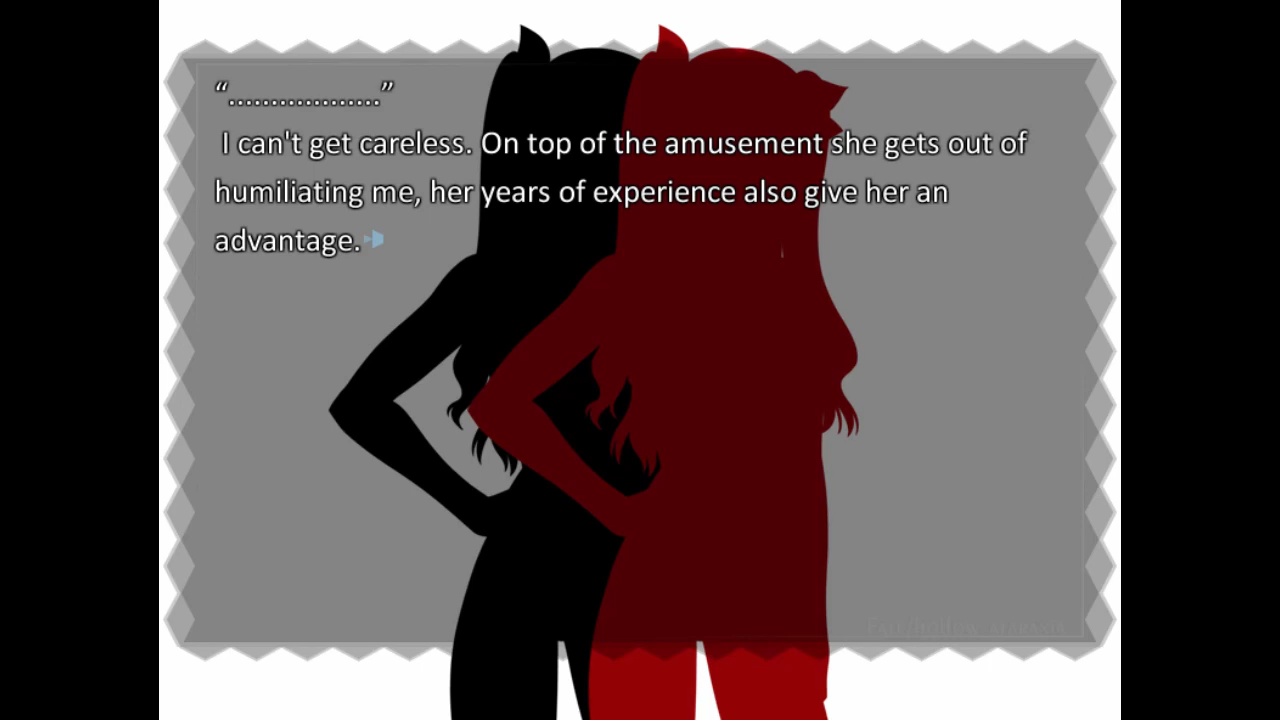 “..................”
I can't get careless. On top of the amusement she gets out of
humiliating me, her years of experience also give her an
advantage.